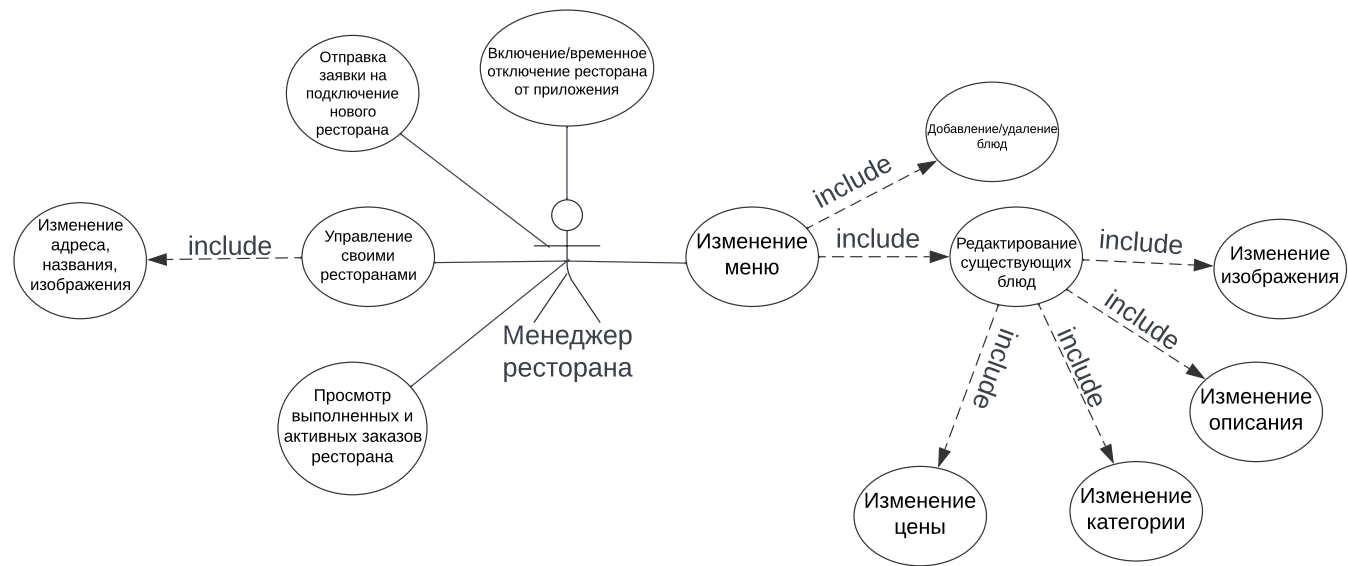 Отправка
заявки на
подключение
нового
ресторана
Включение/временное
отключение ресторана
от приложения
Добавление/удаление
блюд
include
Изменение
адреса,
названия,
изображения
include
Управление
своими
ресторанами
Изменение
меню
include
Редактирование
существующих
блюд
include
Изменение
изображения
include
include
include
Менеджер
ресторана
Изменение
описания
Просмотр
выполненных и
активных заказов
ресторана
Изменение
цены
Изменение
категории